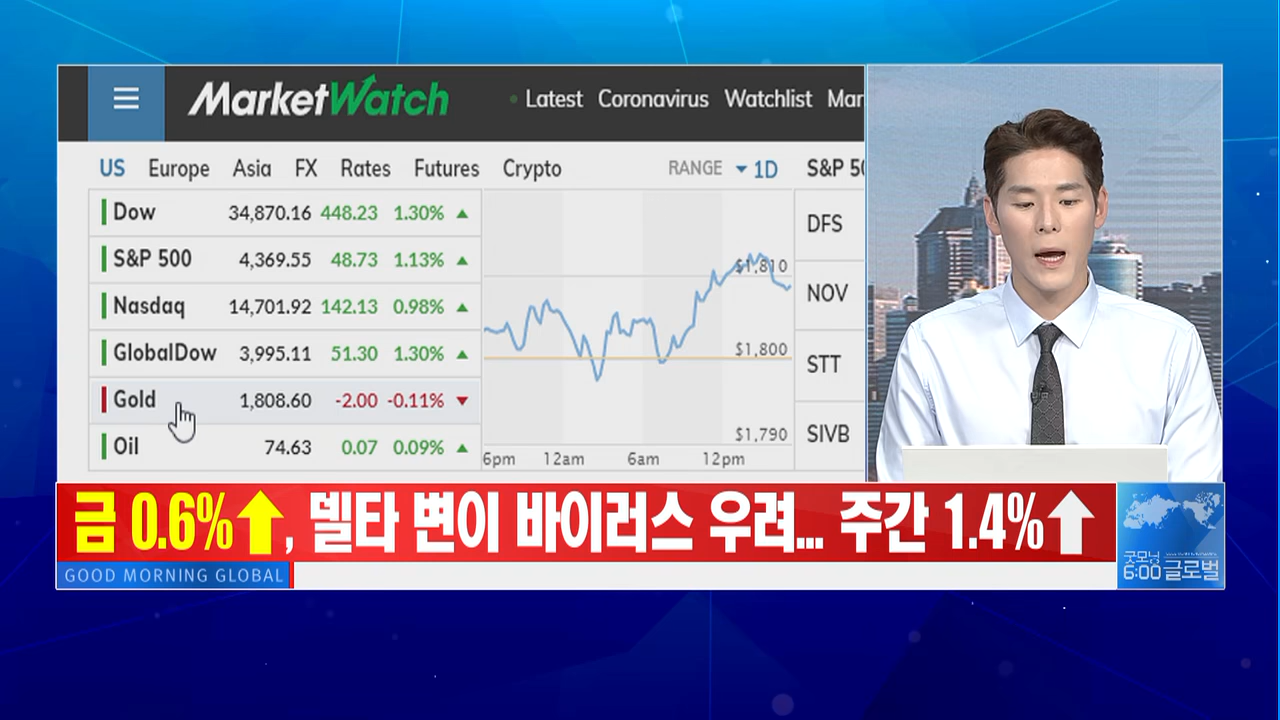 MarketWatch
Latest Coronavirus Watchlist Mar
US Europe Asia FX Rates Futures Crypto RANGE 1D S&P 50
Dow 34,870.16 448.23 1.30%
S&P 500 4,369.55 48.73 1.13%
Nasdaq 14,701.92 142.13 0.98%
GlobalDow 3,995.11 51.30 1.30%
Gold 1,808.60 -2.00 -0.11%
Oil 74.63 0.07 0.09%
$1,810
$1,800
$1,790
6pm 12am 6am 12pm
DFS
NOV
STT
SIVB
금 0.6%↑, 델타 변이 바이러스 우려... 주간 1.4%↑
GOOD MORNING GLOBAL
굿모닝
6:00 글로벌